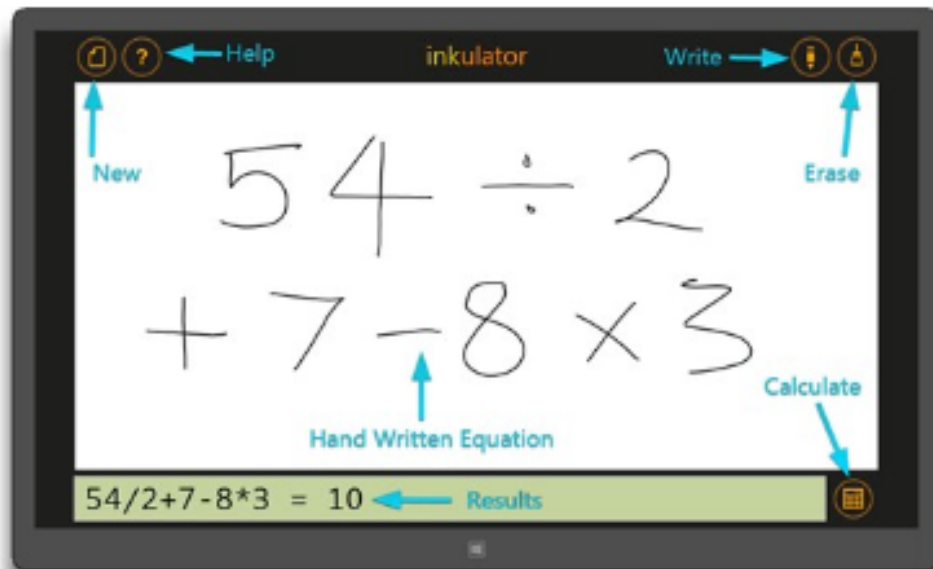 ? Help inkulator Write
New Erase
54 ÷ 2
+ 7 - 8 × 3
Calculate
Hand Written Equation
54/2+7-8*3 = 10 Results